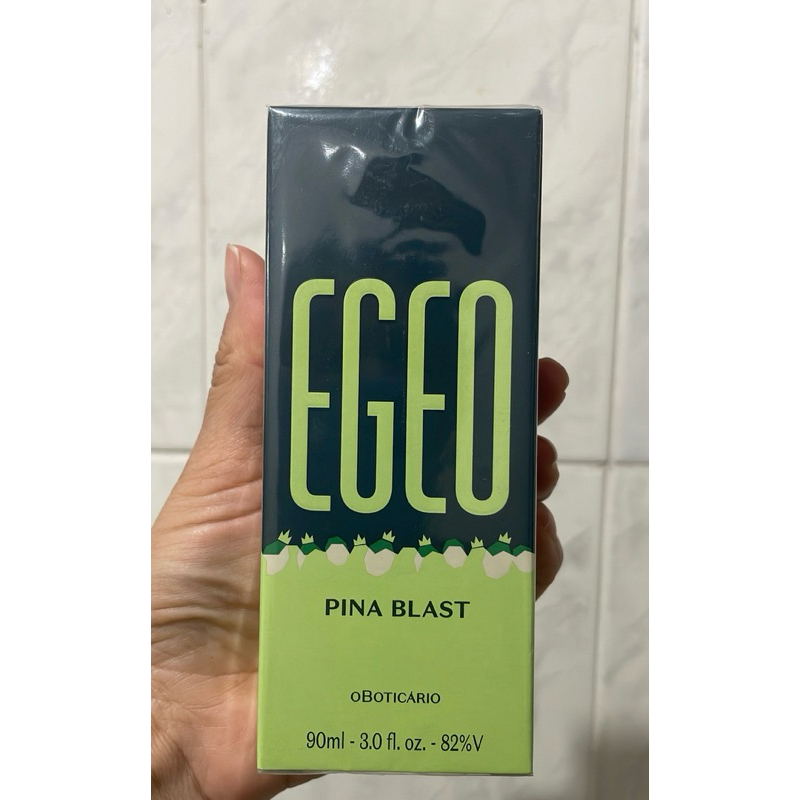 EGEO
PINA BLAST
oBOTICÁRIO
90ml - 3.0 fl. oz. - 82%V